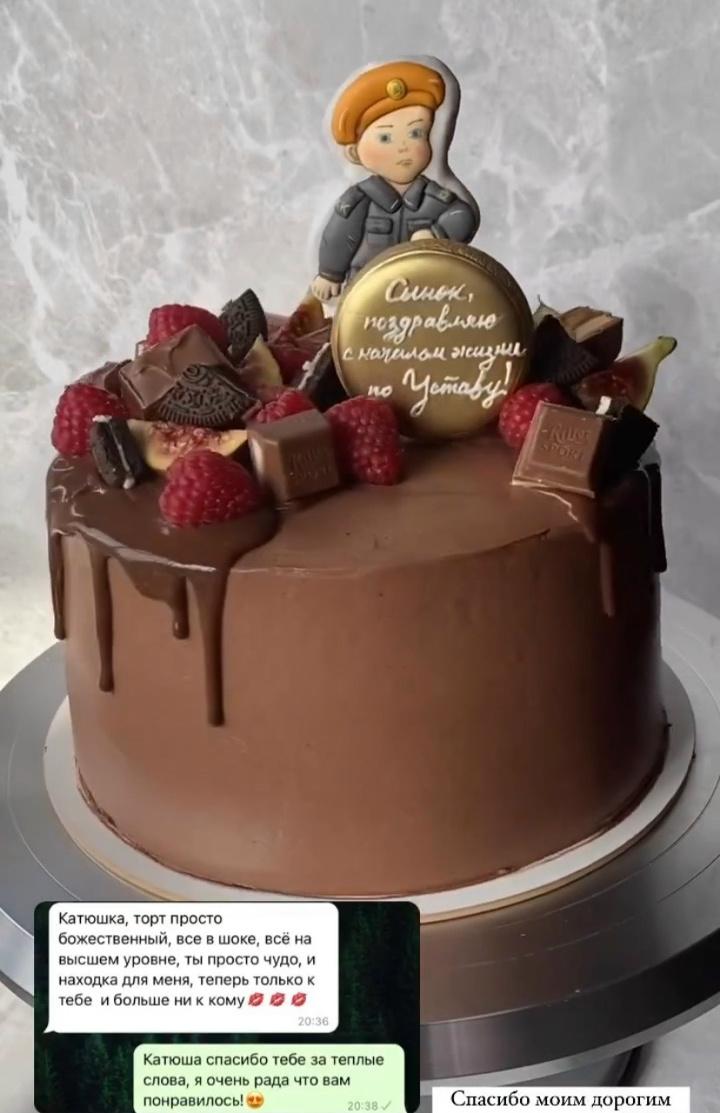 Сынок,
поздравляю
с началом жизни
по Уставу!
Ritter
SPORT
Ritter
SPORT
Катюшка, торт просто
божественный, все в шоке, всё на
высшем уровне, ты просто чудо, и
находка для меня, теперь только к
тебе и больше ни к кому💋💋💋
20:36
Катюша спасибо тебе за теплые
слова, я очень рада что вам
понравилось!😍
20:38 ✓
Спасибо моим дорогим